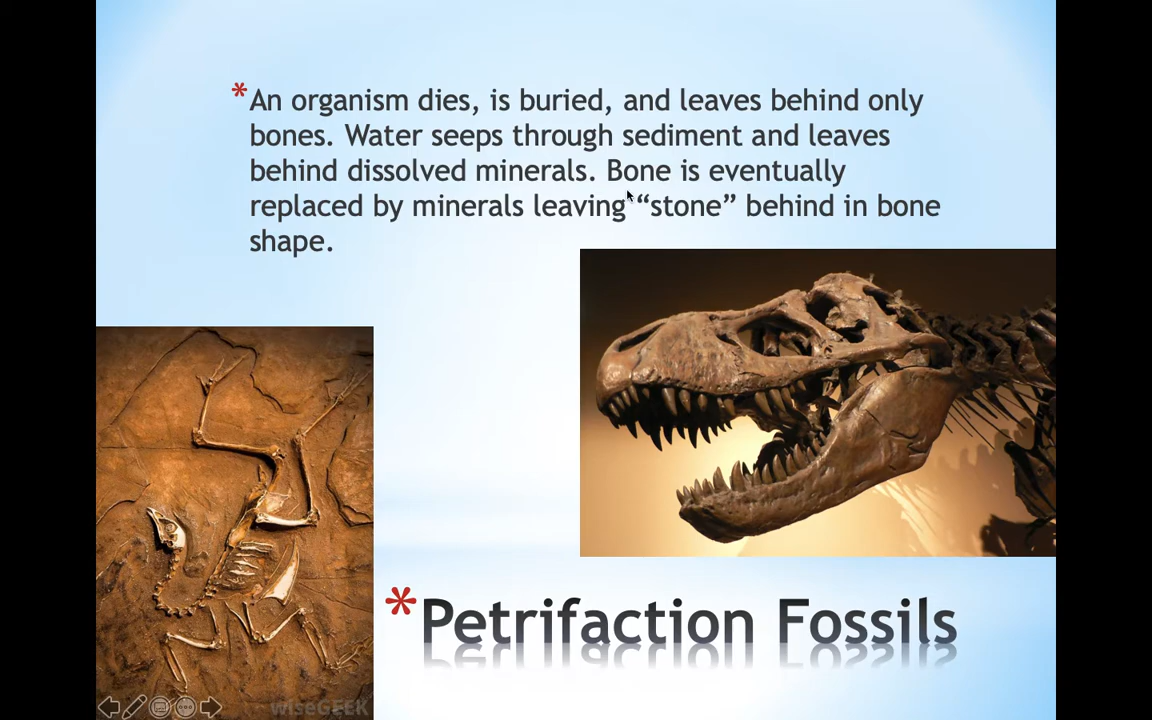 * An organism dies, is buried, and leaves behind only
bones. Water seeps through sediment and leaves
behind dissolved minerals. Bone is eventually
replaced by minerals leaving “stone” behind in bone
shape.
* Petrifaction Fossils
wiseGEEK